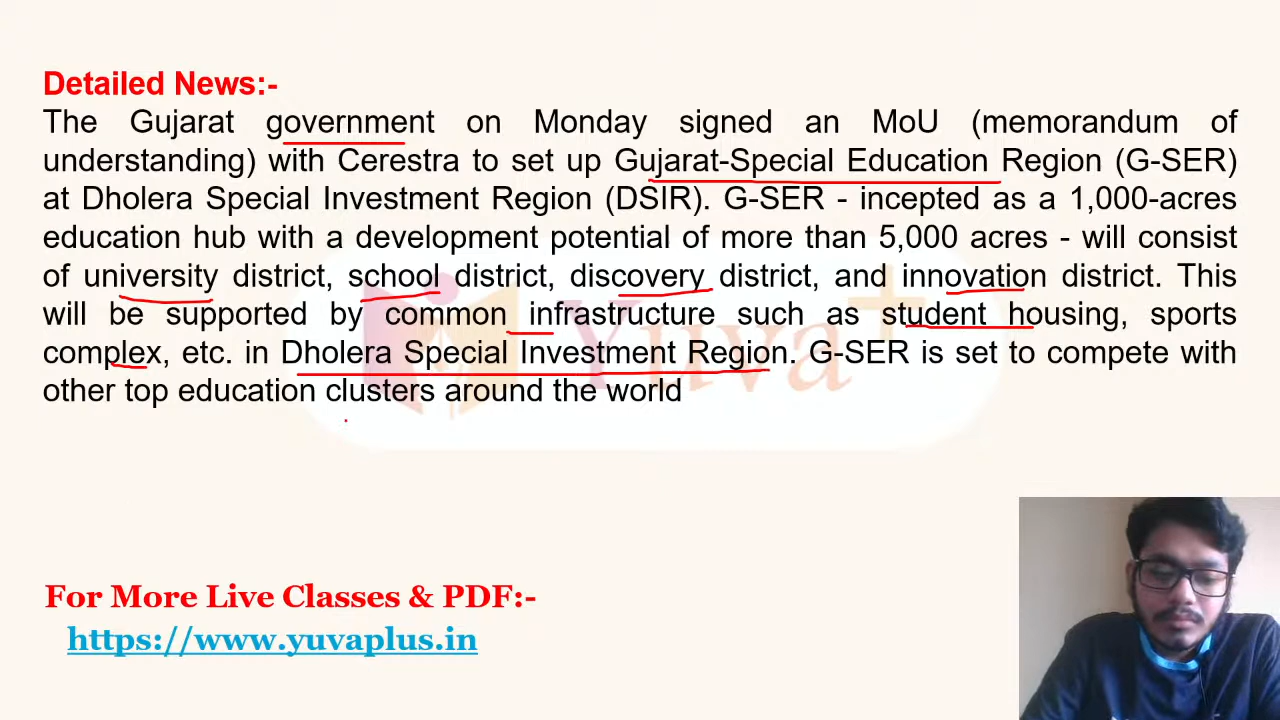 Detailed News:-
The Gujarat government on Monday signed an MoU (memorandum of
understanding) with Cerestra to set up Gujarat-Special Education Region (G-SER)
at Dholera Special Investment Region (DSIR). G-SER - incepted as a 1,000-acres
education hub with a development potential of more than 5,000 acres - will consist
of university district, school district, discovery district, and innovation district. This
will be supported by common infrastructure such as student housing, sports
complex, etc. in Dholera Special Investment Region. G-SER is set to compete with
other top education clusters around the world
Yuva+
For More Live Classes & PDF:-
https://www.yuvaplus.in